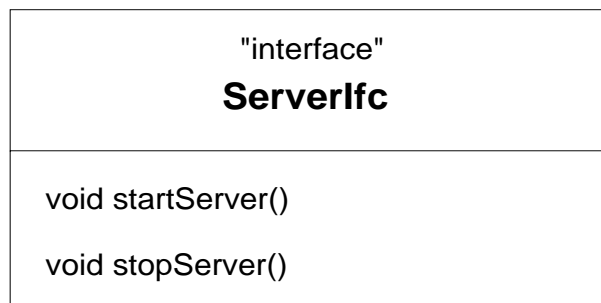 "interface"
ServerIfc
void startServer()
void stopServer()